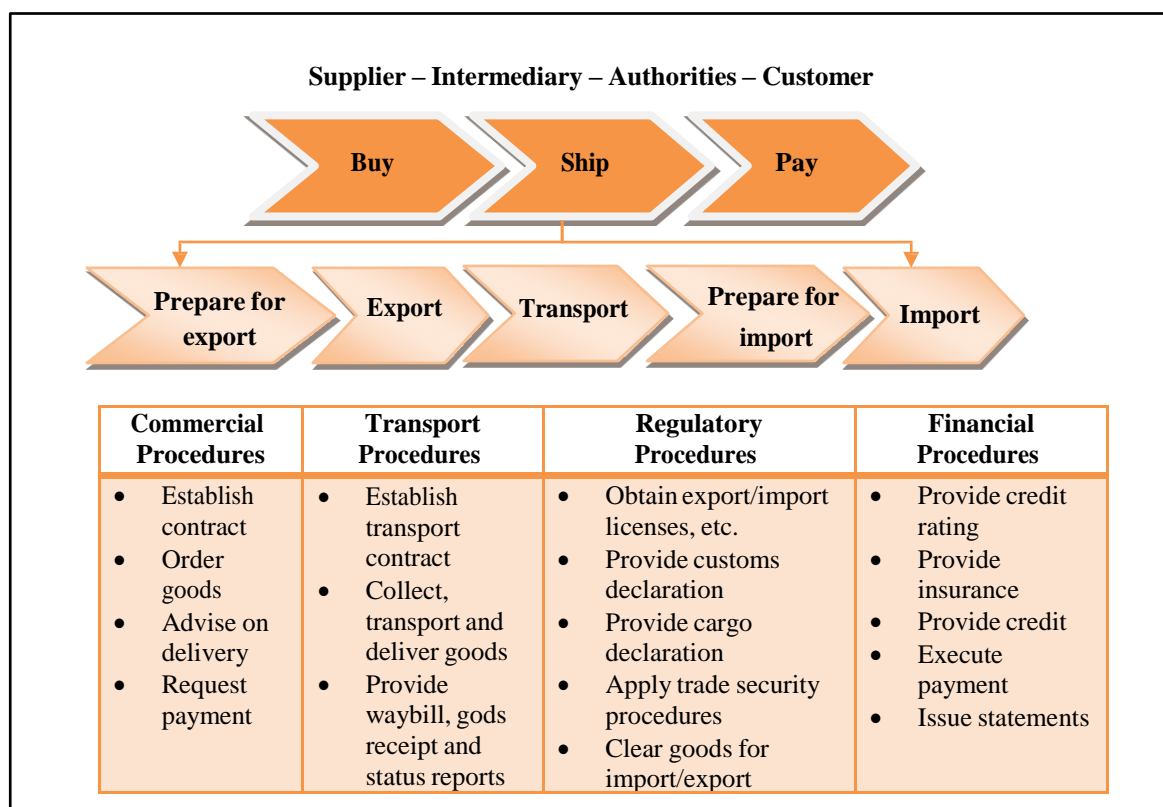 Supplier – Intermediary – Authorities – Customer
Buy
Ship
Pay
Prepare for
export
Export
Transport
Prepare for
import
Import
Commercial
Procedures
• Establish
contract
• Order
goods
• Advise on
delivery
• Request
payment
Transport
Procedures
• Establish
transport
contract
• Collect,
transport and
deliver goods
• Provide
waybill, gods
receipt and
status reports
Regulatory
Procedures
• Obtain export/import
licenses, etc.
• Provide customs
declaration
• Provide cargo
declaration
• Apply trade security
procedures
• Clear goods for
import/export
Financial
Procedures
• Provide credit
rating
• Provide
insurance
• Provide credit
• Execute
payment
• Issue statements